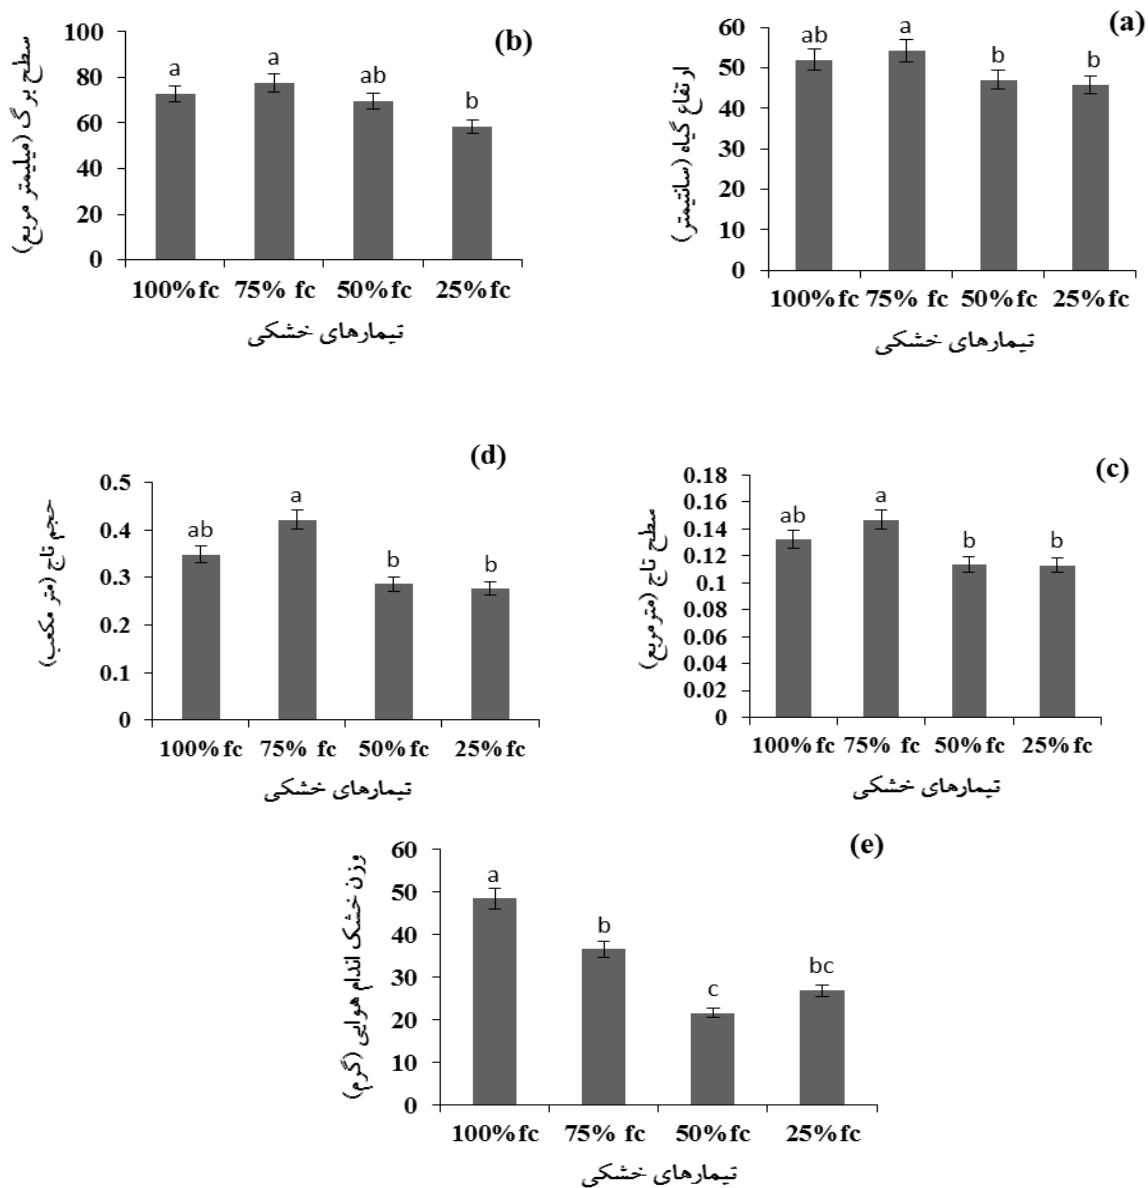 (b)
سطح برگ (میلیمتر مربع)
100
80
60
40
20
0
a
a
ab
b
100%fc 75% fc 50%fc 25%fc
تیمارهای خشکی
(a)
ارتفاع گیاه (سانتیمتر)
60
50
40
30
20
10
0
ab
a
b
b
100%fc 75% fc 50%fc 25%fc
تیمارهای خشکی
(d)
حجم تاج (متر مکعب)
0.5
0.4
0.3
0.2
0.1
0
ab
a
b
b
100%fc 75% fc 50%fc 25%fc
تیمارهای خشکی
(c)
سطح تاج (مترمربع)
0.18
0.16
0.14
0.12
0.1
0.08
0.06
0.04
0.02
0
ab
a
b
b
100%fc 75% fc 50%fc 25%fc
تیمارهای خشکی
(e)
وزن خشک اندام هوایی (گرم)
60
50
40
30
20
10
0
a
b
c
bc
100%fc 75% fc 50%fc 25%fc
تیمارهای خشکی